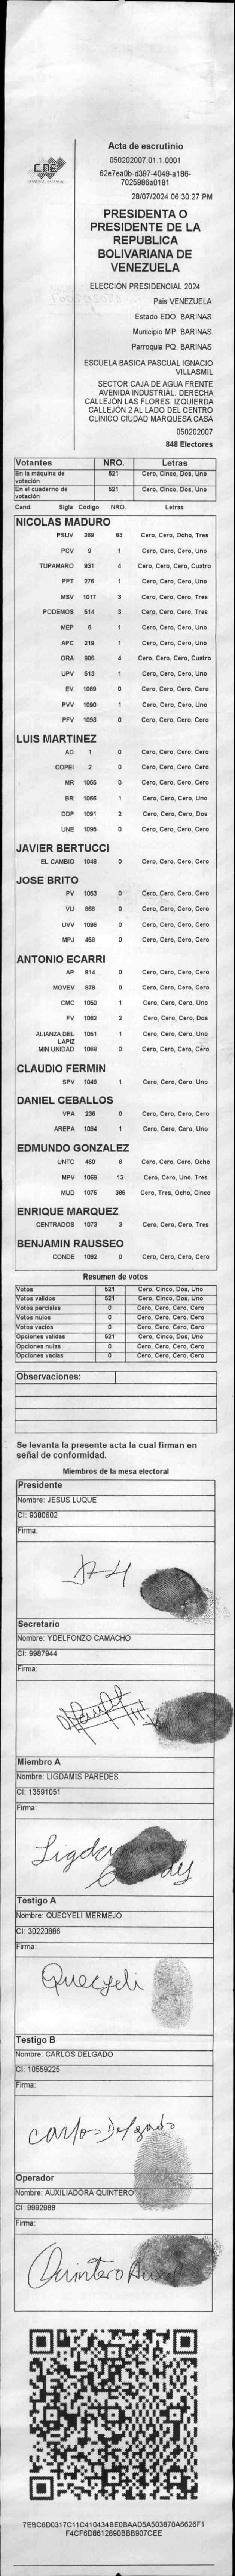 CNE
Acta de escrutinio
050202007.01.1.0001
62e7ea0b-d397-4049-a186-
7025986a0181
28/07/2024 06:30:27 PM
PRESIDENTA O
PRESIDENTE DE LA
REPUBLICA
BOLIVARIANA DE
VENEZUELA
ELECCIÓN PRESIDENCIAL 2024
Pais VENEZUELA
Estado EDO. BARINAS
Municipio MP. BARINAS
Parroquia PQ. BARINAS
ESCUELA BASICA PASCUAL IGNACIO
VILLASMIL
SECTOR CAJA DE AGUA FRENTE
AVENIDA INDUSTRIAL. DERECHA
CALLEJÓN LAS FLORES. IZQUIERDA
CALLEJÓN 2 AL LADO DEL CENTRO
CLINICO CIUDAD MARQUESA CASA
050202007
848 Electores
Votantes NRO. Letras
En la máquina de votación 521 Cero, Cinco, Dos, Uno
En el cuaderno de votación 521 Cero, Cinco, Dos, Uno
Cand. Sigla Código NRO. Letras
NICOLAS MADURO
PSUV 269 83 Cero, Cero, Ocho, Tres
PCV 9 1 Cero, Cero, Cero, Uno
TUPAMARO 931 4 Cero, Cero, Cero, Cuatro
PPT 276 1 Cero, Cero, Cero, Uno
MSV 1017 3 Cero, Cero, Cero, Tres
PODEMOS 514 3 Cero, Cero, Cero, Tres
MEP 6 1 Cero, Cero, Cero, Uno
APC 219 1 Cero, Cero, Cero, Uno
ORA 906 4 Cero, Cero, Cero, Cuatro
UPV 513 1 Cero, Cero, Cero, Uno
EV 1089 0 Cero, Cero, Cero, Cero
PVV 1090 1 Cero, Cero, Cero, Uno
PFV 1093 0 Cero, Cero, Cero, Cero
LUIS MARTINEZ
AD 1 0 Cero, Cero, Cero, Cero
COPEI 2 0 Cero, Cero, Cero, Cero
MR 1065 0 Cero, Cero, Cero, Cero
BR 1066 1 Cero, Cero, Cero, Uno
DDP 1091 2 Cero, Cero, Cero, Dos
UNE 1095 0 Cero, Cero, Cero, Cero
JAVIER BERTUCCI
EL CAMBIO 1048 0 Cero, Cero, Cero, Cero
JOSE BRITO
PV 1053 0 Cero, Cero, Cero, Cero
VU 868 0 Cero, Cero, Cero, Cero
UVV 1096 0 Cero, Cero, Cero, Cero
MPJ 458 0 Cero, Cero, Cero, Cero
ANTONIO ECARRI
AP 814 0 Cero, Cero, Cero, Cero
MOVEV 878 0 Cero, Cero, Cero, Cero
CMC 1050 1 Cero, Cero, Cero, Uno
FV 1062 2 Cero, Cero, Cero, Dos
ALIANZA DEL LAPIZ 1051 1 Cero, Cero, Cero, Uno
MIN UNIDAD 1068 0 Cero, Cero, Cero, Cero
CLAUDIO FERMIN
SPV 1049 1 Cero, Cero, Cero, Uno
DANIEL CEBALLOS
VPA 236 0 Cero, Cero, Cero, Cero
AREPA 1094 1 Cero, Cero, Cero, Uno
EDMUNDO GONZALEZ
UNTC 460 8 Cero, Cero, Cero, Ocho
MPV 1069 13 Cero, Cero, Uno, Tres
MUD 1075 385 Cero, Tres, Ocho, Cinco
ENRIQUE MARQUEZ
CENTRADOS 1073 3 Cero, Cero, Cero, Tres
BENJAMIN RAUSSEO
CONDE 1092 0 Cero, Cero, Cero, Cero
Resumen de votos
Votos 521 Cero, Cinco, Dos, Uno
Votos validos 521 Cero, Cinco, Dos, Uno
Votos parciales 0 Cero, Cero, Cero, Cero
Votos nulos 0 Cero, Cero, Cero, Cero
Votos vacios 0 Cero, Cero, Cero, Cero
Opciones validas 521 Cero, Cinco, Dos, Uno
Opciones nulas 0 Cero, Cero, Cero, Cero
Opciones vacias 0 Cero, Cero, Cero, Cero
Observaciones:
Se levanta la presente acta la cual firman en
señal de conformidad.
Miembros de la mesa electoral
Presidente
Nombre: JESUS LUQUE
CI: 9380602
Firma:
Secretario
Nombre: YDELFONZO CAMACHO
CI: 9987944
Firma:
Miembro A
Nombre: LIGDAMIS PAREDES
CI: 13591051
Firma:
Testigo A
Nombre: QUECYELI MERMEJO
CI: 30220886
Firma:
Quecyeli
Testigo B
Nombre: CARLOS DELGADO
CI: 10559225
Firma:
Carlos Delgado
Operador
Nombre: AUXILIADORA QUINTERO
CI: 9992988
Firma:
Quintero
7EBC6D0317C11C410434BE0BAAD5A503870A6626F1
F4CF6D8612890BBB907CEE